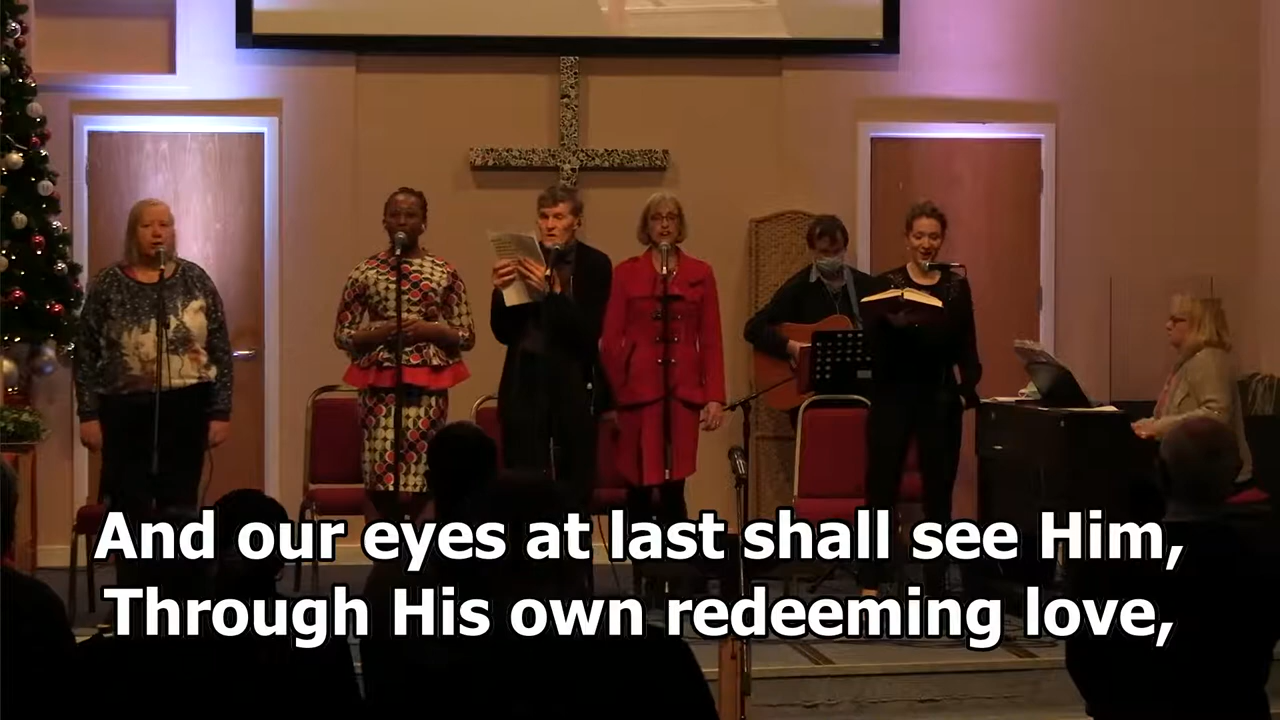 And our eyes at last shall see Him,
Through His own redeeming love,